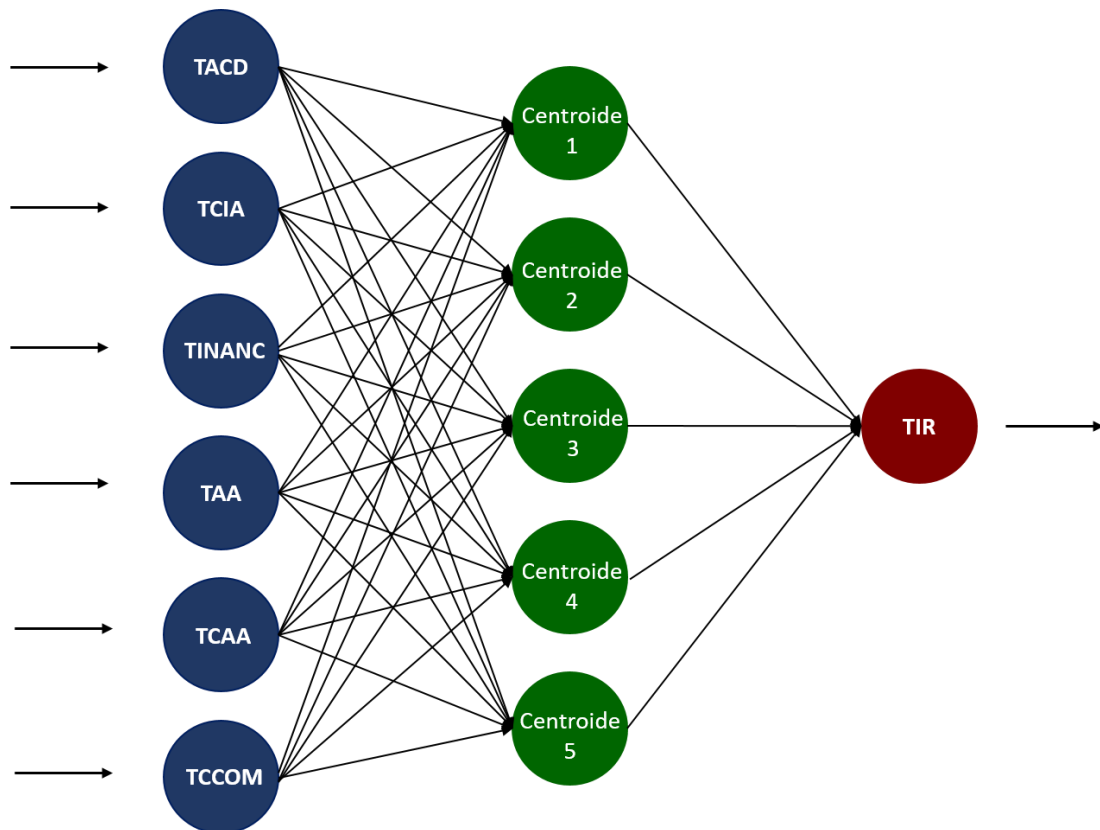 TACD
TCIA
TINANC
TAA
TCAA
TCCOM
Centroide
1
Centroide
2
Centroide
3
Centroide
4
Centroide
5
TIR